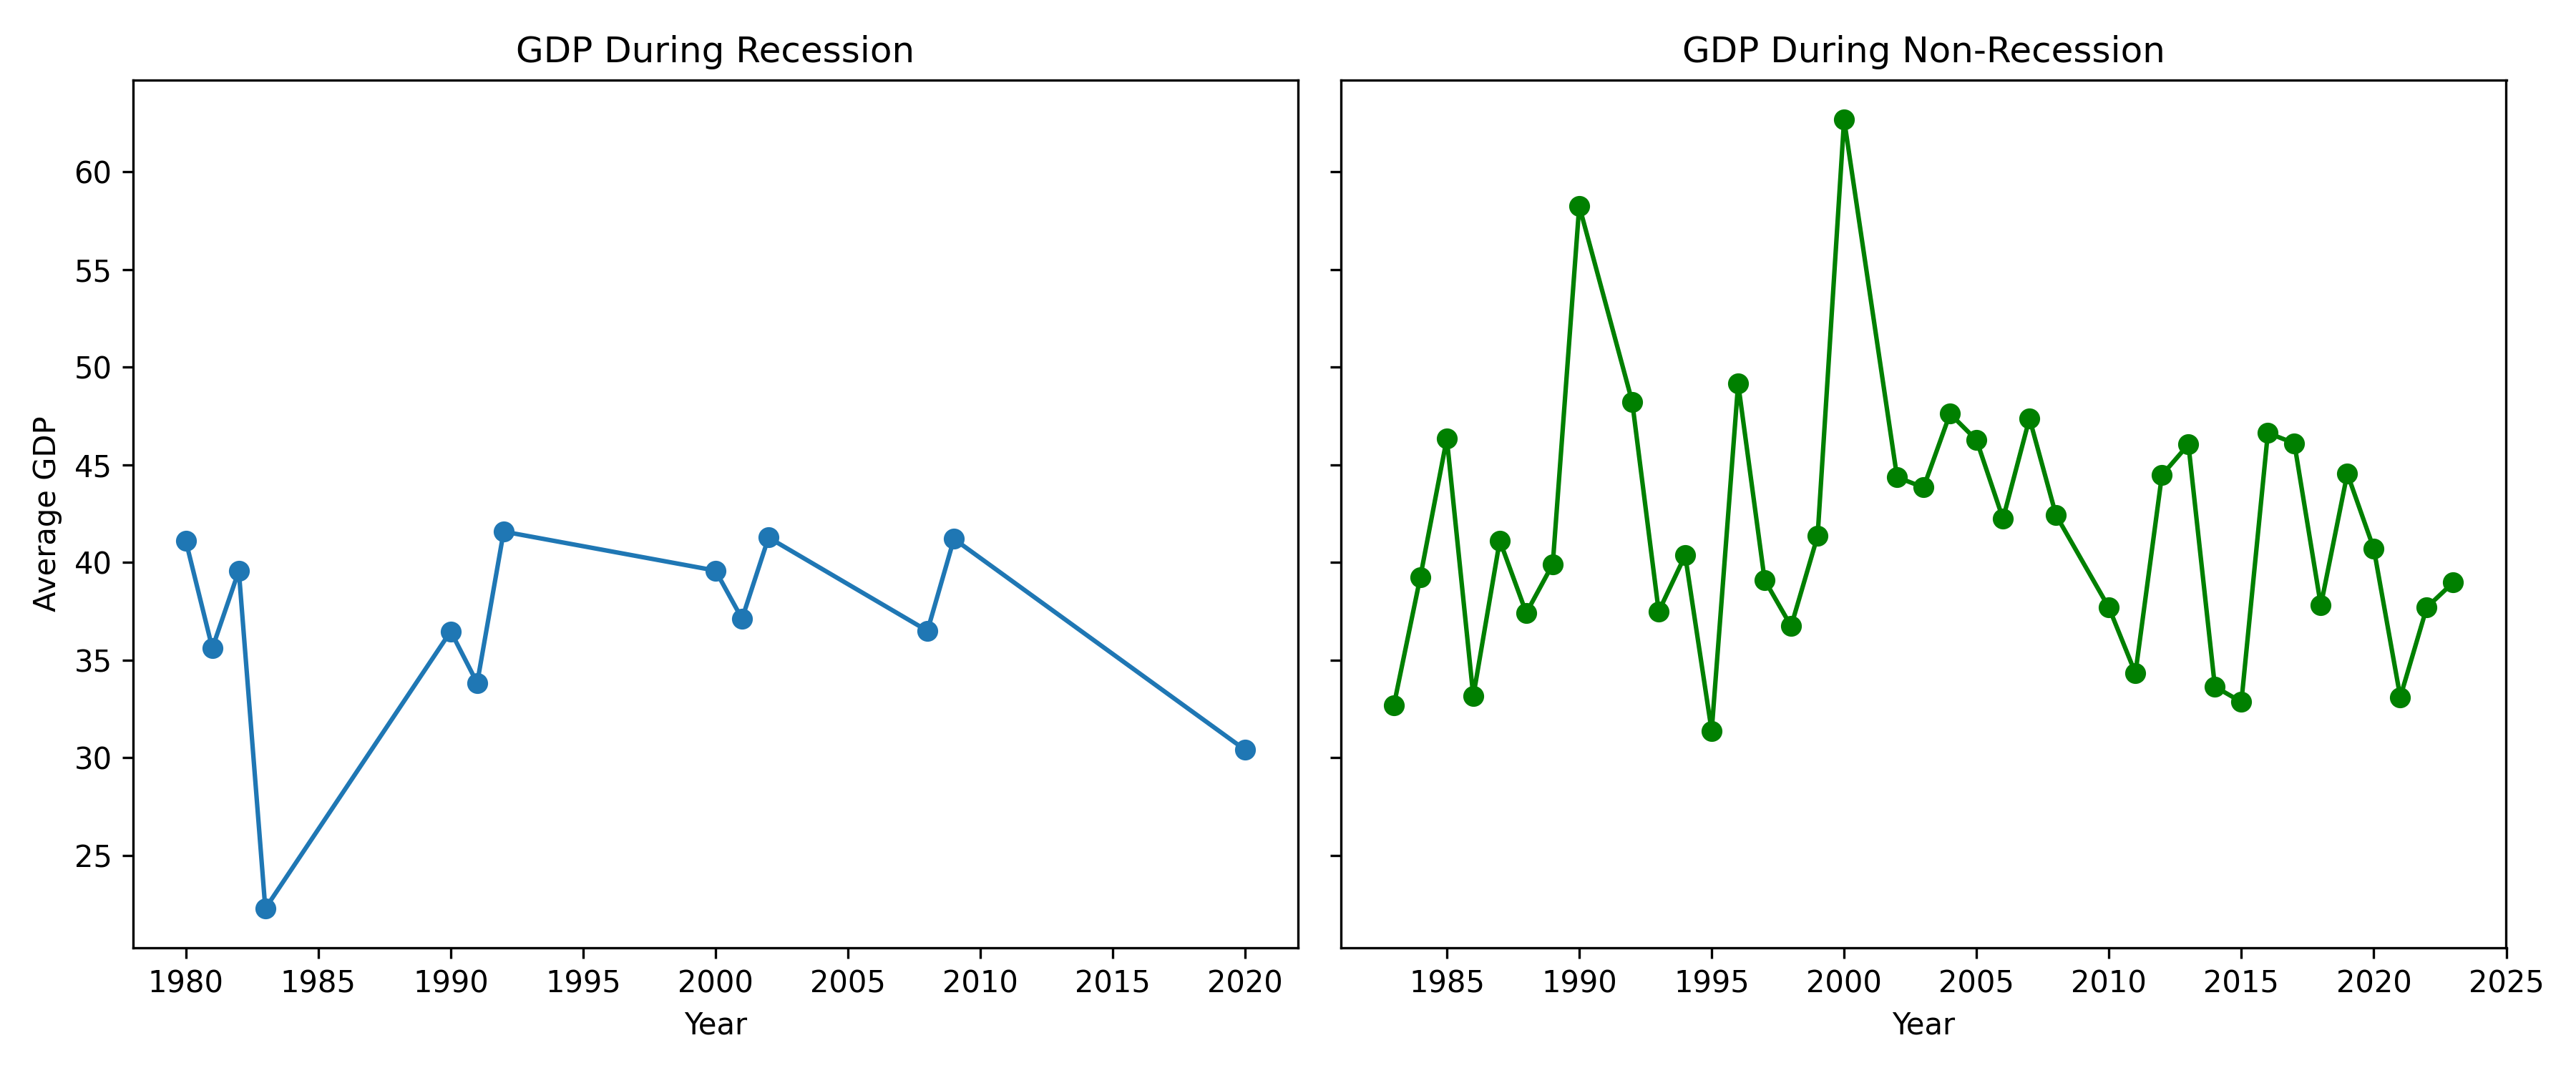 GDP During Recession
GDP During Non-Recession
Average GDP
60
55
50
45
40
35
30
25
1980 1985 1990 1995 2000 2005 2010 2015 2020
1985 1990 1995 2000 2005 2010 2015 2020 2025
Year
Year